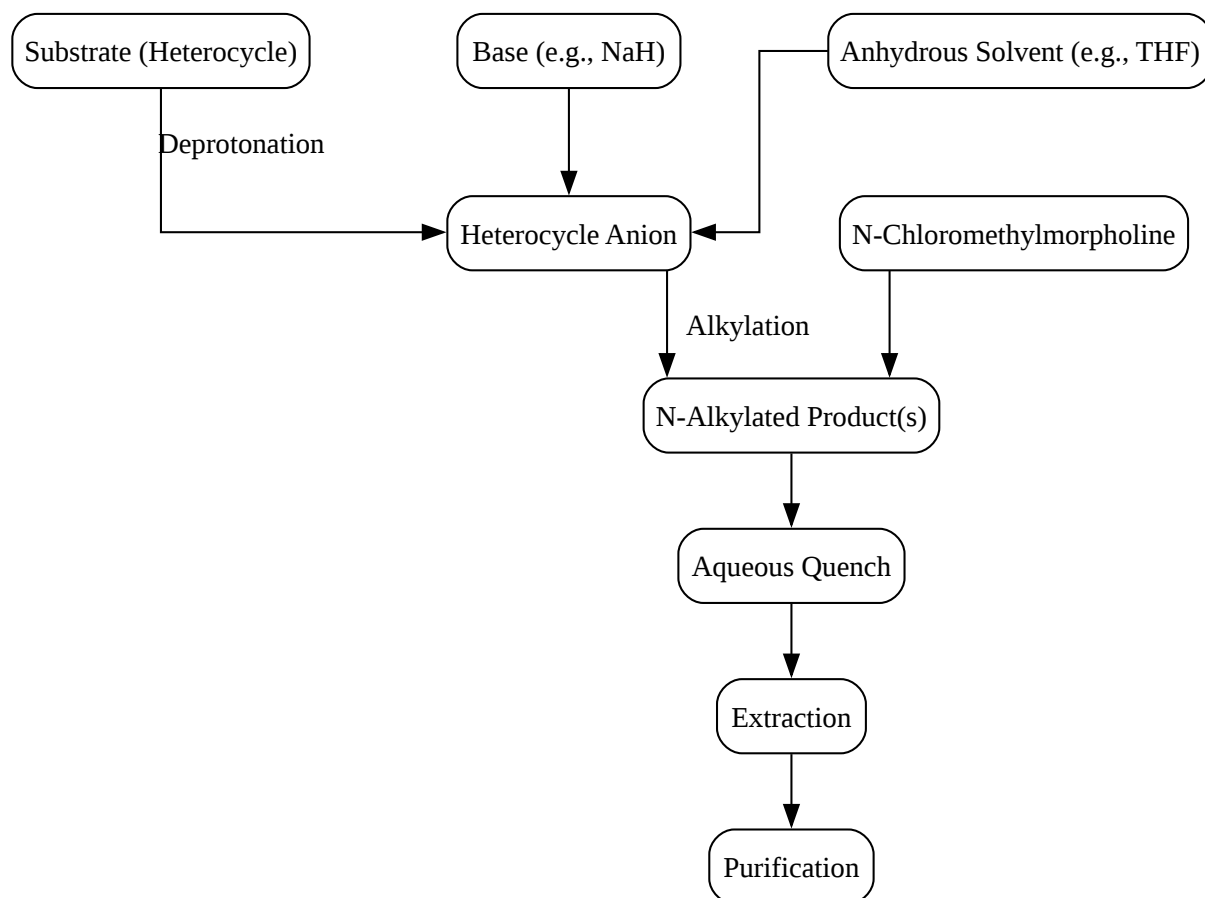 Substrate (Heterocycle)
Base (e.g., NaH)
Anhydrous Solvent (e.g., THF)
Deprotonation
Heterocycle Anion
N-Chloromethylmorpholine
Alkylation
N-Alkylated Product(s)
Aqueous Quench
Extraction
Purification